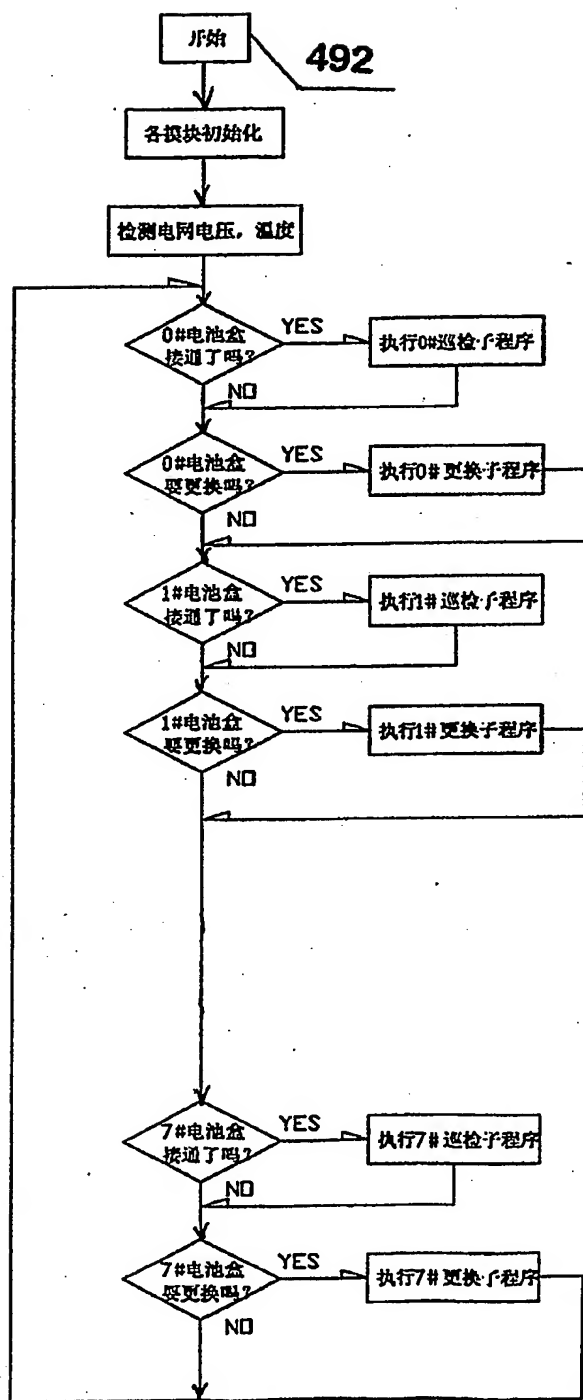 开始
492
各模块初始化
检测电网电压，温度
0#电池盒
接通了吗?
YES
执行0#巡检子程序
NO
0#电池盒
要更换吗?
YES
执行0#更换子程序
NO
1#电池盒
接通了吗?
YES
执行1#巡检子程序
NO
1#电池盒
要更换吗?
YES
执行1#更换子程序
NO
7#电池盒
接通了吗?
YES
执行7#巡检子程序
NO
7#电池盒
要更换吗?
YES
执行7#更换子程序
NO